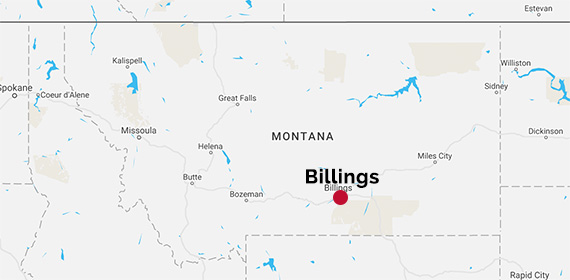 Estevan
Kalispell
Williston
Spokane
Coeur d'Alene
Sidney
Great Falls
Missoula
MONTANA
Dickinson
Helena
Miles City
Butte
Billings
Billings
Bozeman
Rapid City